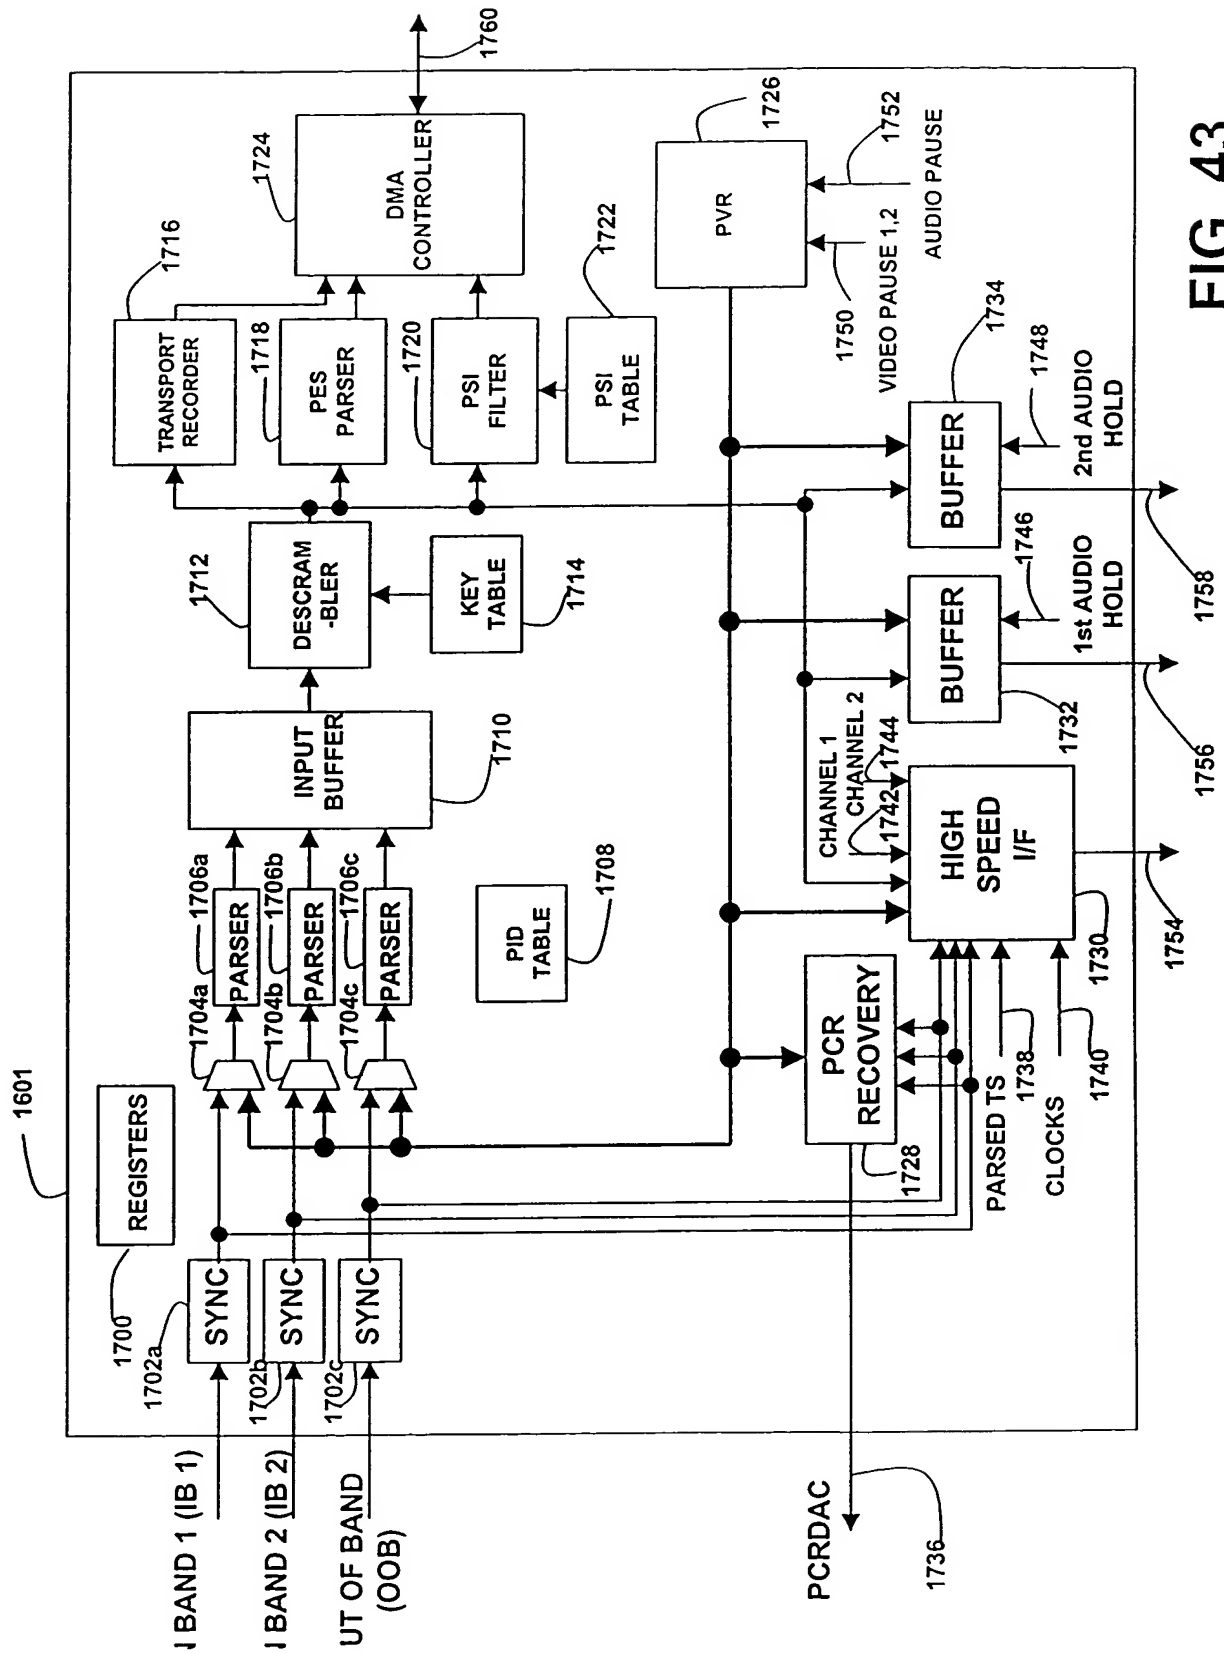 1601
1700
REGISTERS
1702a
1702b
1702c
SYNC
SYNC
SYNC
BAND 1 (IB 1)
BAND 2 (IB 2)
UT OF BAND
(OOB)
1704a
1704b
1704c
1706a
1706b
1706c
PARSER
PARSER
PARSER
PID
TABLE
1708
INPUT
BUFFER
1710
1712
DESCRAM
-BLER
KEY
TABLE
1714
1716
TRANSPORT
RECORDER
1718
PES
PARSER
1720
PSI
FILTER
PSI
TABLE
1722
1724
DMA
CONTROLLER
1760
PVR
1726
1752
AUDIO PAUSE
1750
VIDEO PAUSE 1,2
PCR
RECOVERY
1728
PCRDAC
1736
PARSED TS
1738
CLOCKS
1740
CHANNEL 1
CHANNEL 2
1742
1744
HIGH
SPEED
I/F
1730
1754
BUFFER
1732
1746
1st AUDIO
HOLD
1756
BUFFER
1734
1748
2nd AUDIO
HOLD
1758
FIG. 43